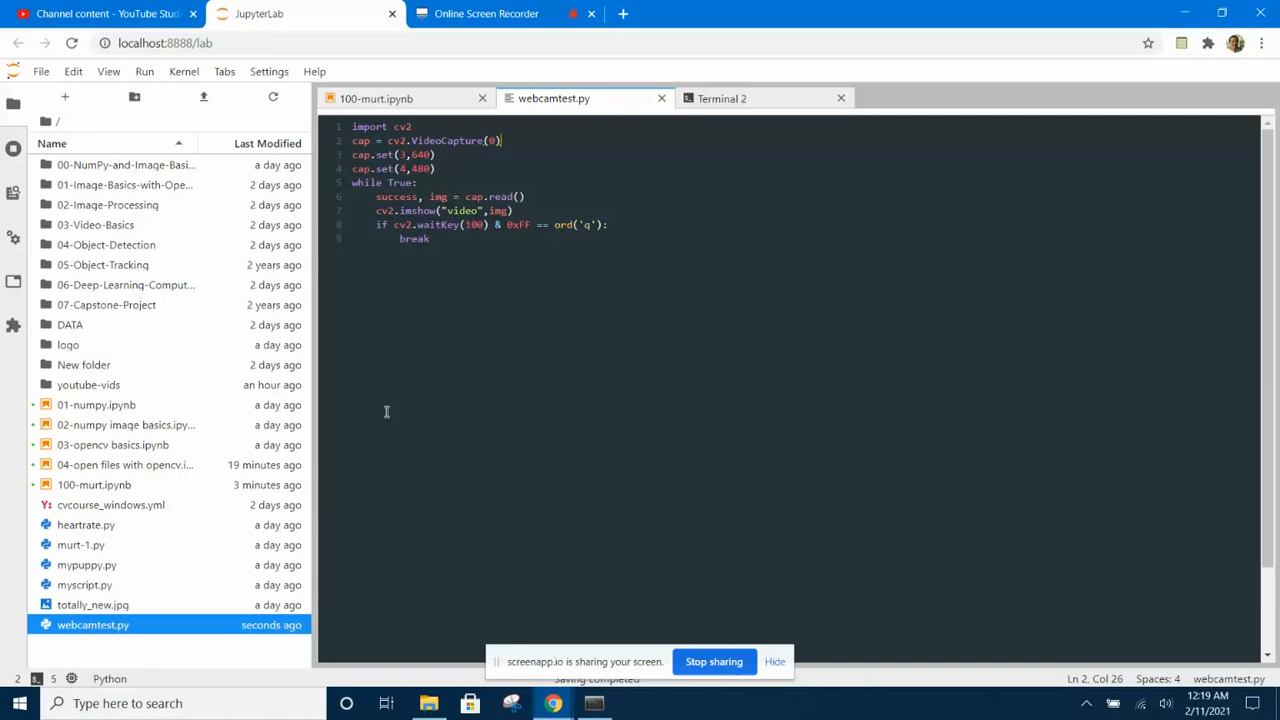 Channel content - YouTube Studi
JupyterLab
Online Screen Recorder
localhost:8888/lab
File Edit View Run Kernel Tabs Settings Help
100-murt.ipynb
webcamtest.py
Terminal 2
/
Name
Last Modified
00-NumPy-and-Image-Basi... a day ago
01-Image-Basics-with-Ope... 2 days ago
02-Image-Processing 2 days ago
03-Video-Basics 2 days ago
04-Object-Detection 2 days ago
05-Object-Tracking 2 years ago
06-Deep-Learning-Comput... 2 days ago
07-Capstone-Project 2 years ago
DATA 2 days ago
logo 2 days ago
New folder 2 days ago
youtube-vids an hour ago
01-numpy.ipynb a day ago
02-numpy image basics.ipy... a day ago
03-opencv basics.ipynb a day ago
04-open files with opencv.i... 19 minutes ago
100-murt.ipynb 3 minutes ago
Y: cvcourse_windows.yml 2 days ago
heartrate.py a day ago
murt-1.py a day ago
mypuppy.py a day ago
myscript.py a day ago
totally_new.jpg a day ago
webcamtest.py seconds ago
1 import cv2
2 cap = cv2.VideoCapture(0)
3 cap.set(3,640)
4 cap.set(4,480)
5 while True:
6 success, img = cap.read()
7 cv2.imshow("video",img)
8 if cv2.waitKey(100) & 0xFF == ord('q'):
9 break
screenapp.io is sharing your screen. Stop sharing Hide
2 5 Python
Saving completed
Ln 2, Col 26 Spaces: 4 webcamtest.py
Type here to search
12:19 AM
2/11/2021